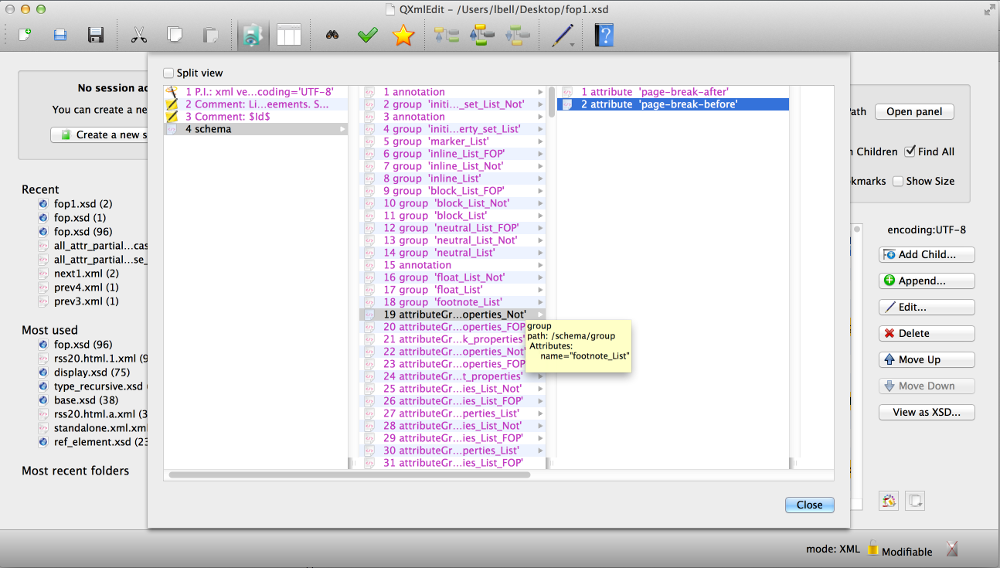 QXmlEdit - /Users/lbell/Desktop/fop1.xsd
No session ac
You can create a new
Create a new s
Recent
fop1.xsd (2)
fop.xsd (1)
fop.xsd (96)
all_attr_partial...cas
all_attr_partial...se_
next1.xml (2)
prev4.xml (1)
prev3.xml (1)
Most used
fop.xsd (96)
rss20.html.1.xml
display.xsd (75)
type_recursive.xsd
base.xsd (38)
rss20.html.a.xml
standalone.xml.xm
ref_element.xsd (23
Most recent folders
Split view
1 P.I.: xml ve...coding='UTF-8'
2 Comment: Li...eements. S...
3 Comment: $Id$
4 schema
1 annotation
2 group 'initi..._set_List_Not'
3 annotation
4 group 'initi...erty_set_List'
5 group 'marker_List'
6 group 'inline_List_FOP'
7 group 'inline_List_Not'
8 group 'inline_List'
9 group 'block_List_FOP'
10 group 'block_List_Not'
11 group 'block_List'
12 group 'neutral_List_FOP'
13 group 'neutral_List_Not'
14 group 'neutral_List'
15 annotation
16 group 'float_List_Not'
17 group 'float_List'
18 group 'footnote_List'
19 attributeGr...operties_Not'
20 attributeGr...operties_FOP
21 attributeGr...k_properties'
22 attributeGr...operties_Not
23 attributeGr...operties_FOP
24 attributeGr...t_properties'
25 attributeGr...ies_List_Not'
26 attributeGr...ies_List_FOP'
27 attributeGr...perties_List'
28 attributeGr...ies_List_Not'
29 attributeGr...ies_List_FOP'
30 attributeGr...perties_List'
31 attributeGr...ies_List_FOP'
1 attribute 'page-break-after'
2 attribute 'page-break-before'
group
path: /schema/group
Attributes:
name="footnote_List"
Close
Path
Open panel
n Children
Find All
kmarks
Show Size
encoding:UTF-8
Add Child...
Append...
Edit...
Delete
Move Up
Move Down
View as XSD...
mode: XML
Modifiable